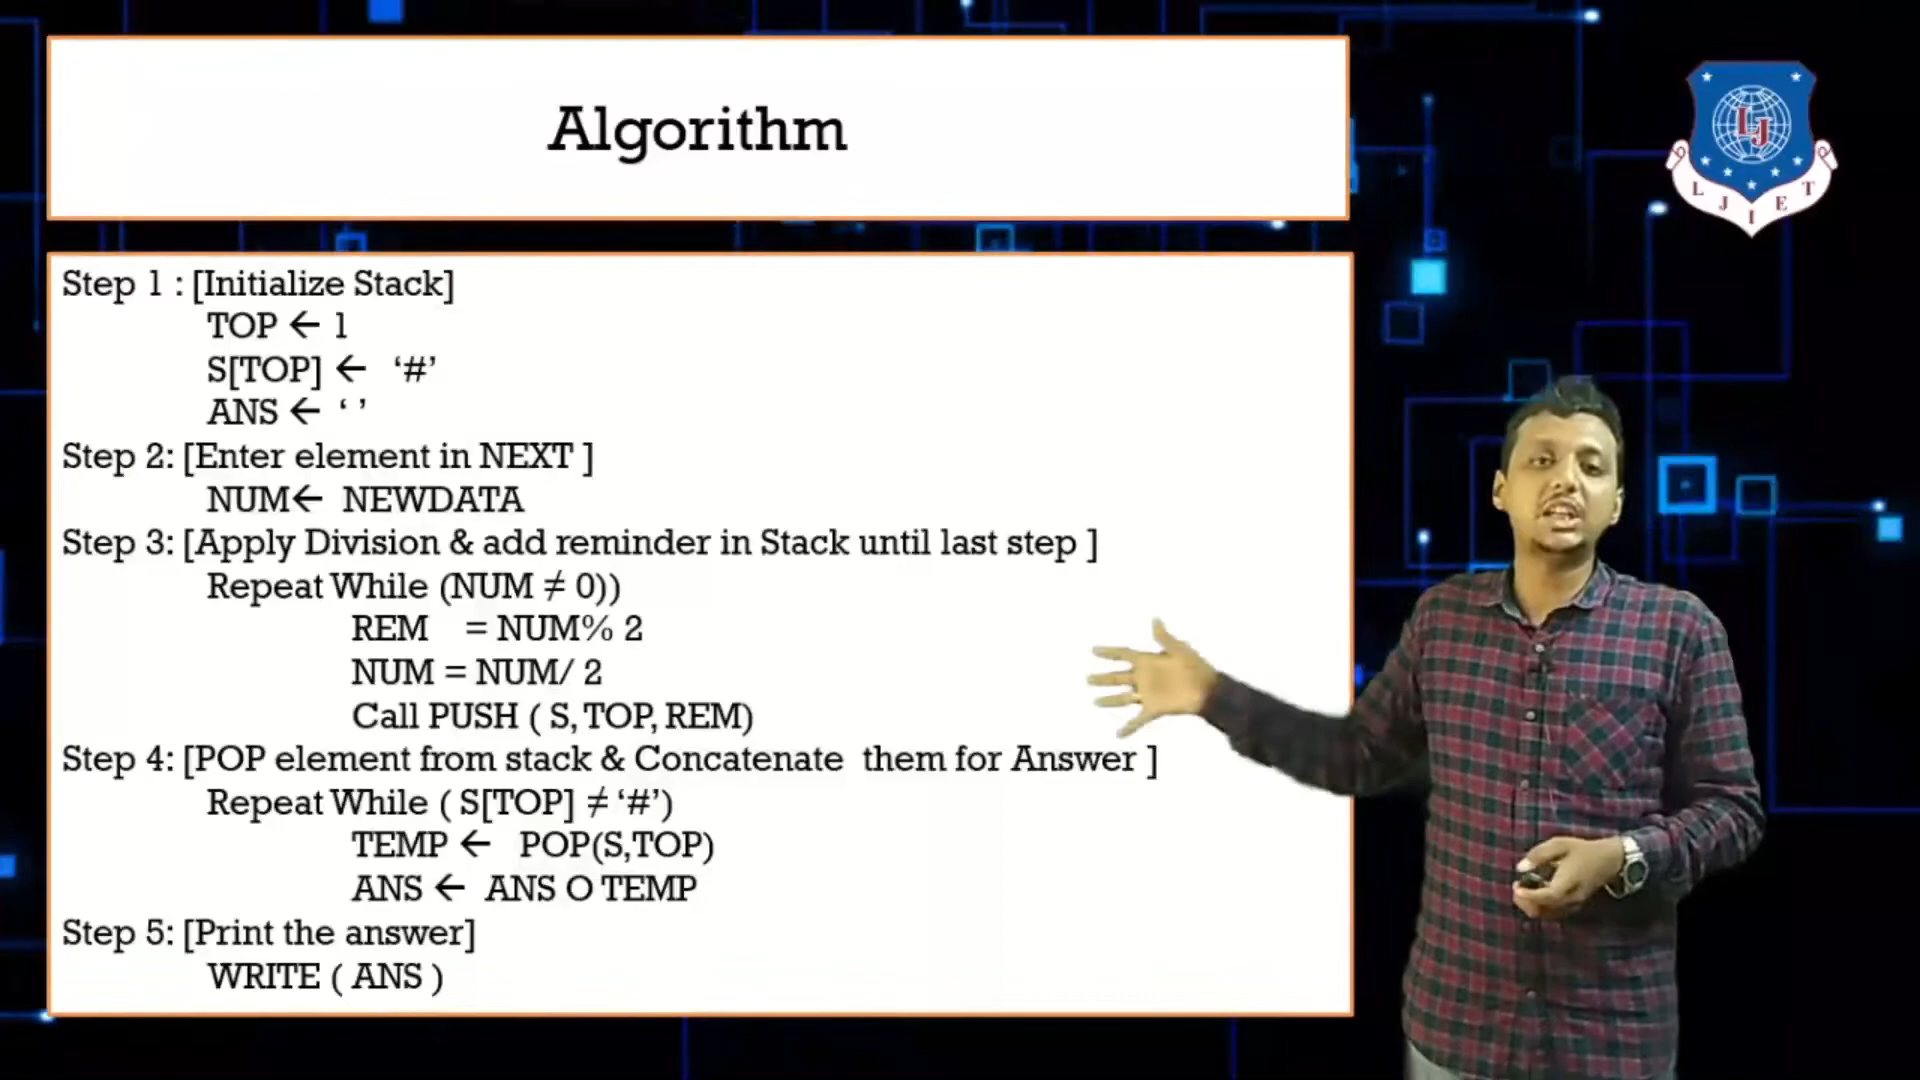 Algorithm
LJ
L J I E T
Step 1 : [Initialize Stack]
TOP ← 1
S[TOP] ← ‘#’
ANS ← ‘ ’
Step 2: [Enter element in NEXT ]
NUM← NEWDATA
Step 3: [Apply Division & add reminder in Stack until last step ]
Repeat While (NUM ≠ 0))
REM = NUM% 2
NUM = NUM/ 2
Call PUSH ( S, TOP, REM)
Step 4: [POP element from stack & Concatenate them for Answer ]
Repeat While ( S[TOP] ≠ ‘#’)
TEMP ← POP(S,TOP)
ANS ← ANS O TEMP
Step 5: [Print the answer]
WRITE ( ANS )